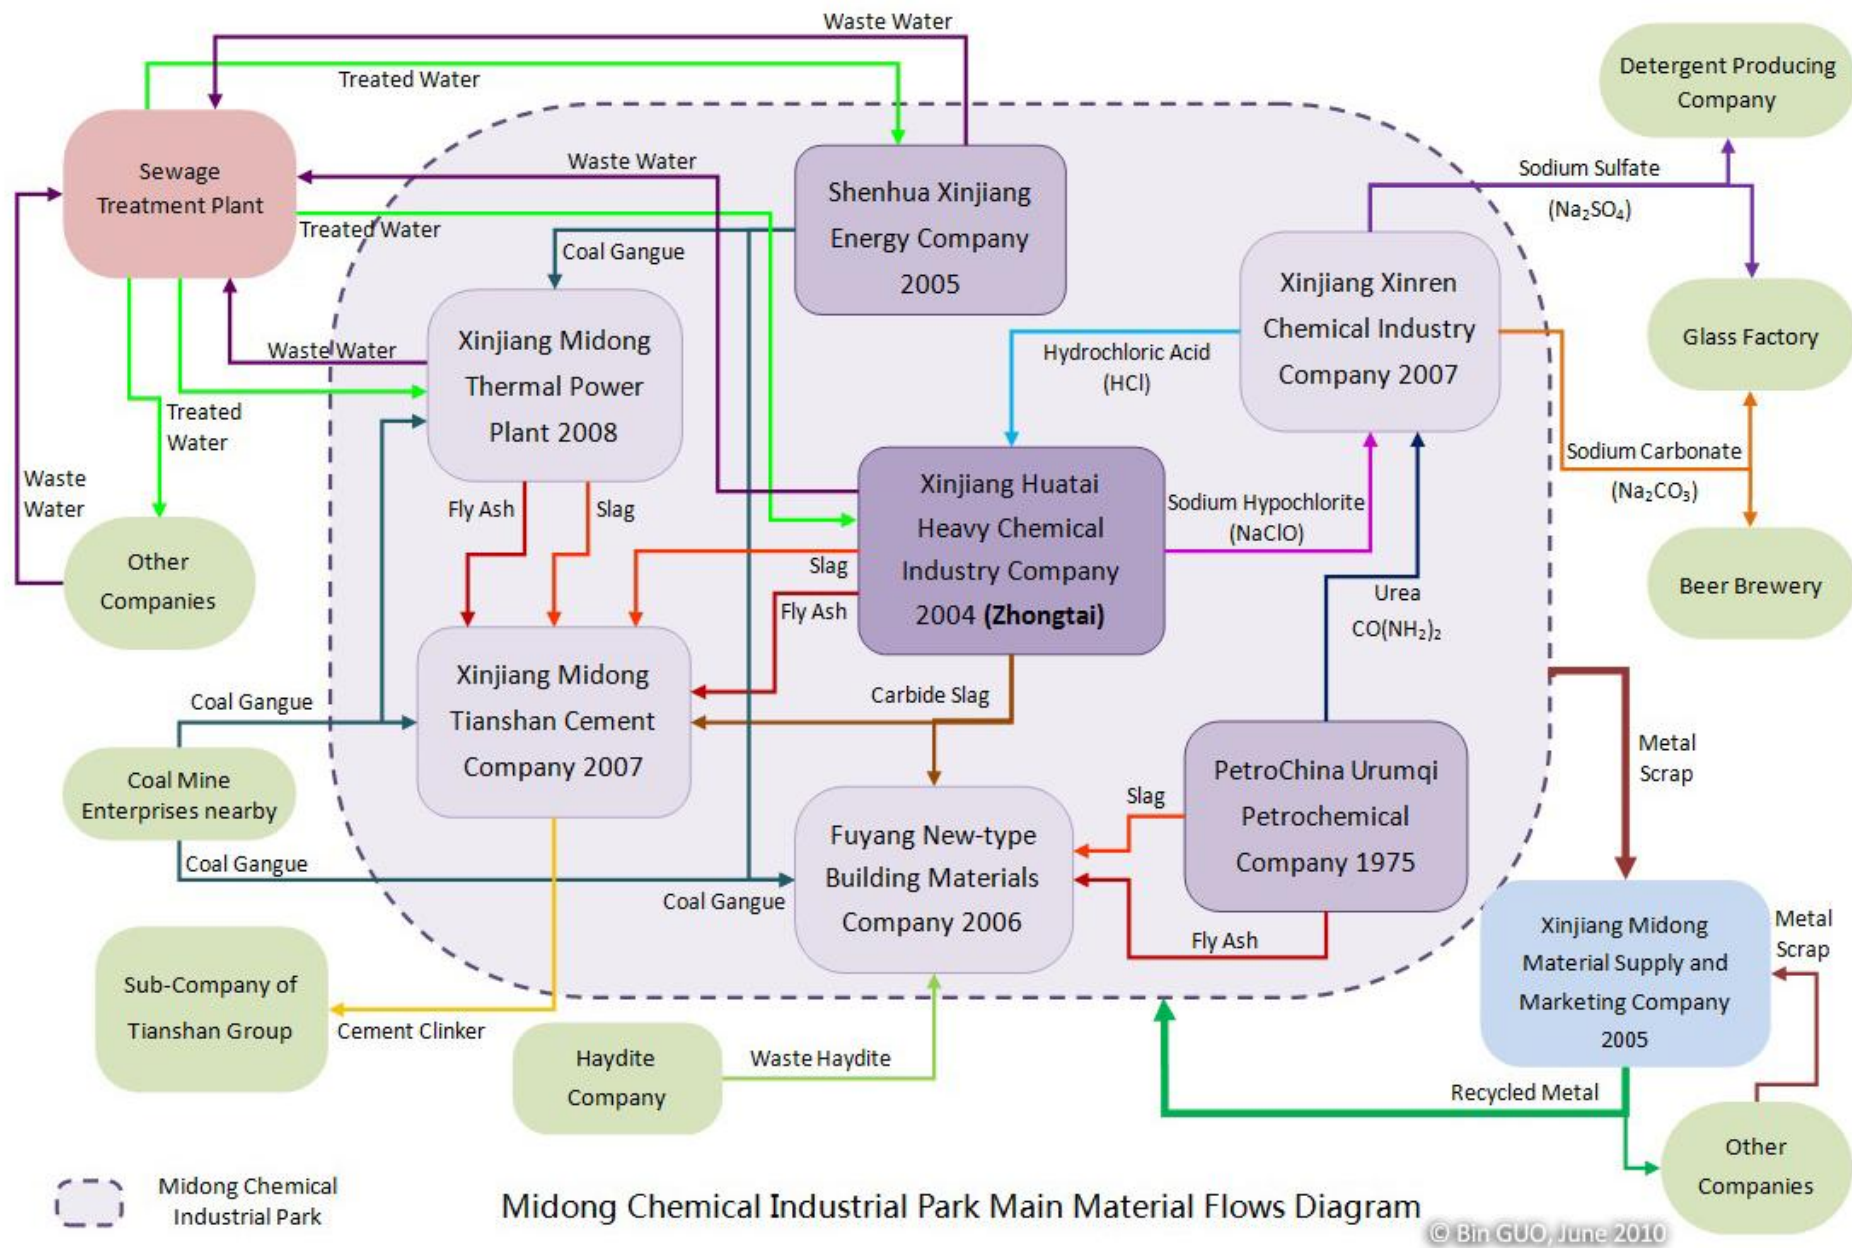 Waste Water
Treated Water
Detergent Producing
Company
Sewage
Treatment Plant
Waste Water
Treated Water
Shenhua Xinjiang
Energy Company
2005
Sodium Sulfate
(Na₂SO₄)
Coal Gangue
Xinjiang Xinren
Chemical Industry
Company 2007
Glass Factory
Xinjiang Midong
Thermal Power
Plant 2008
Waste Water
Hydrochloric Acid
(HCl)
Treated
Water
Waste
Water
Sodium Carbonate
(Na₂CO₃)
Fly Ash
Slag
Xinjiang Huatai
Heavy Chemical
Industry Company
2004 (Zhongtai)
Sodium Hypochlorite
(NaClO)
Other
Companies
Slag
Fly Ash
Urea
CO(NH₂)₂
Beer Brewery
Xinjiang Midong
Tianshan Cement
Company 2007
Coal Gangue
Carbide Slag
Metal
Scrap
Coal Mine
Enterprises nearby
PetroChina Urumqi
Petrochemical
Company 1975
Slag
Coal Gangue
Coal Gangue
Fuyang New-type
Building Materials
Company 2006
Fly Ash
Xinjiang Midong
Material Supply and
Marketing Company
2005
Metal
Scrap
Sub-Company of
Tianshan Group
Cement Clinker
Haydite
Company
Waste Haydite
Recycled Metal
Other
Companies
Midong Chemical
Industrial Park
Midong Chemical Industrial Park Main Material Flows Diagram
© Bin GUO, June 2010